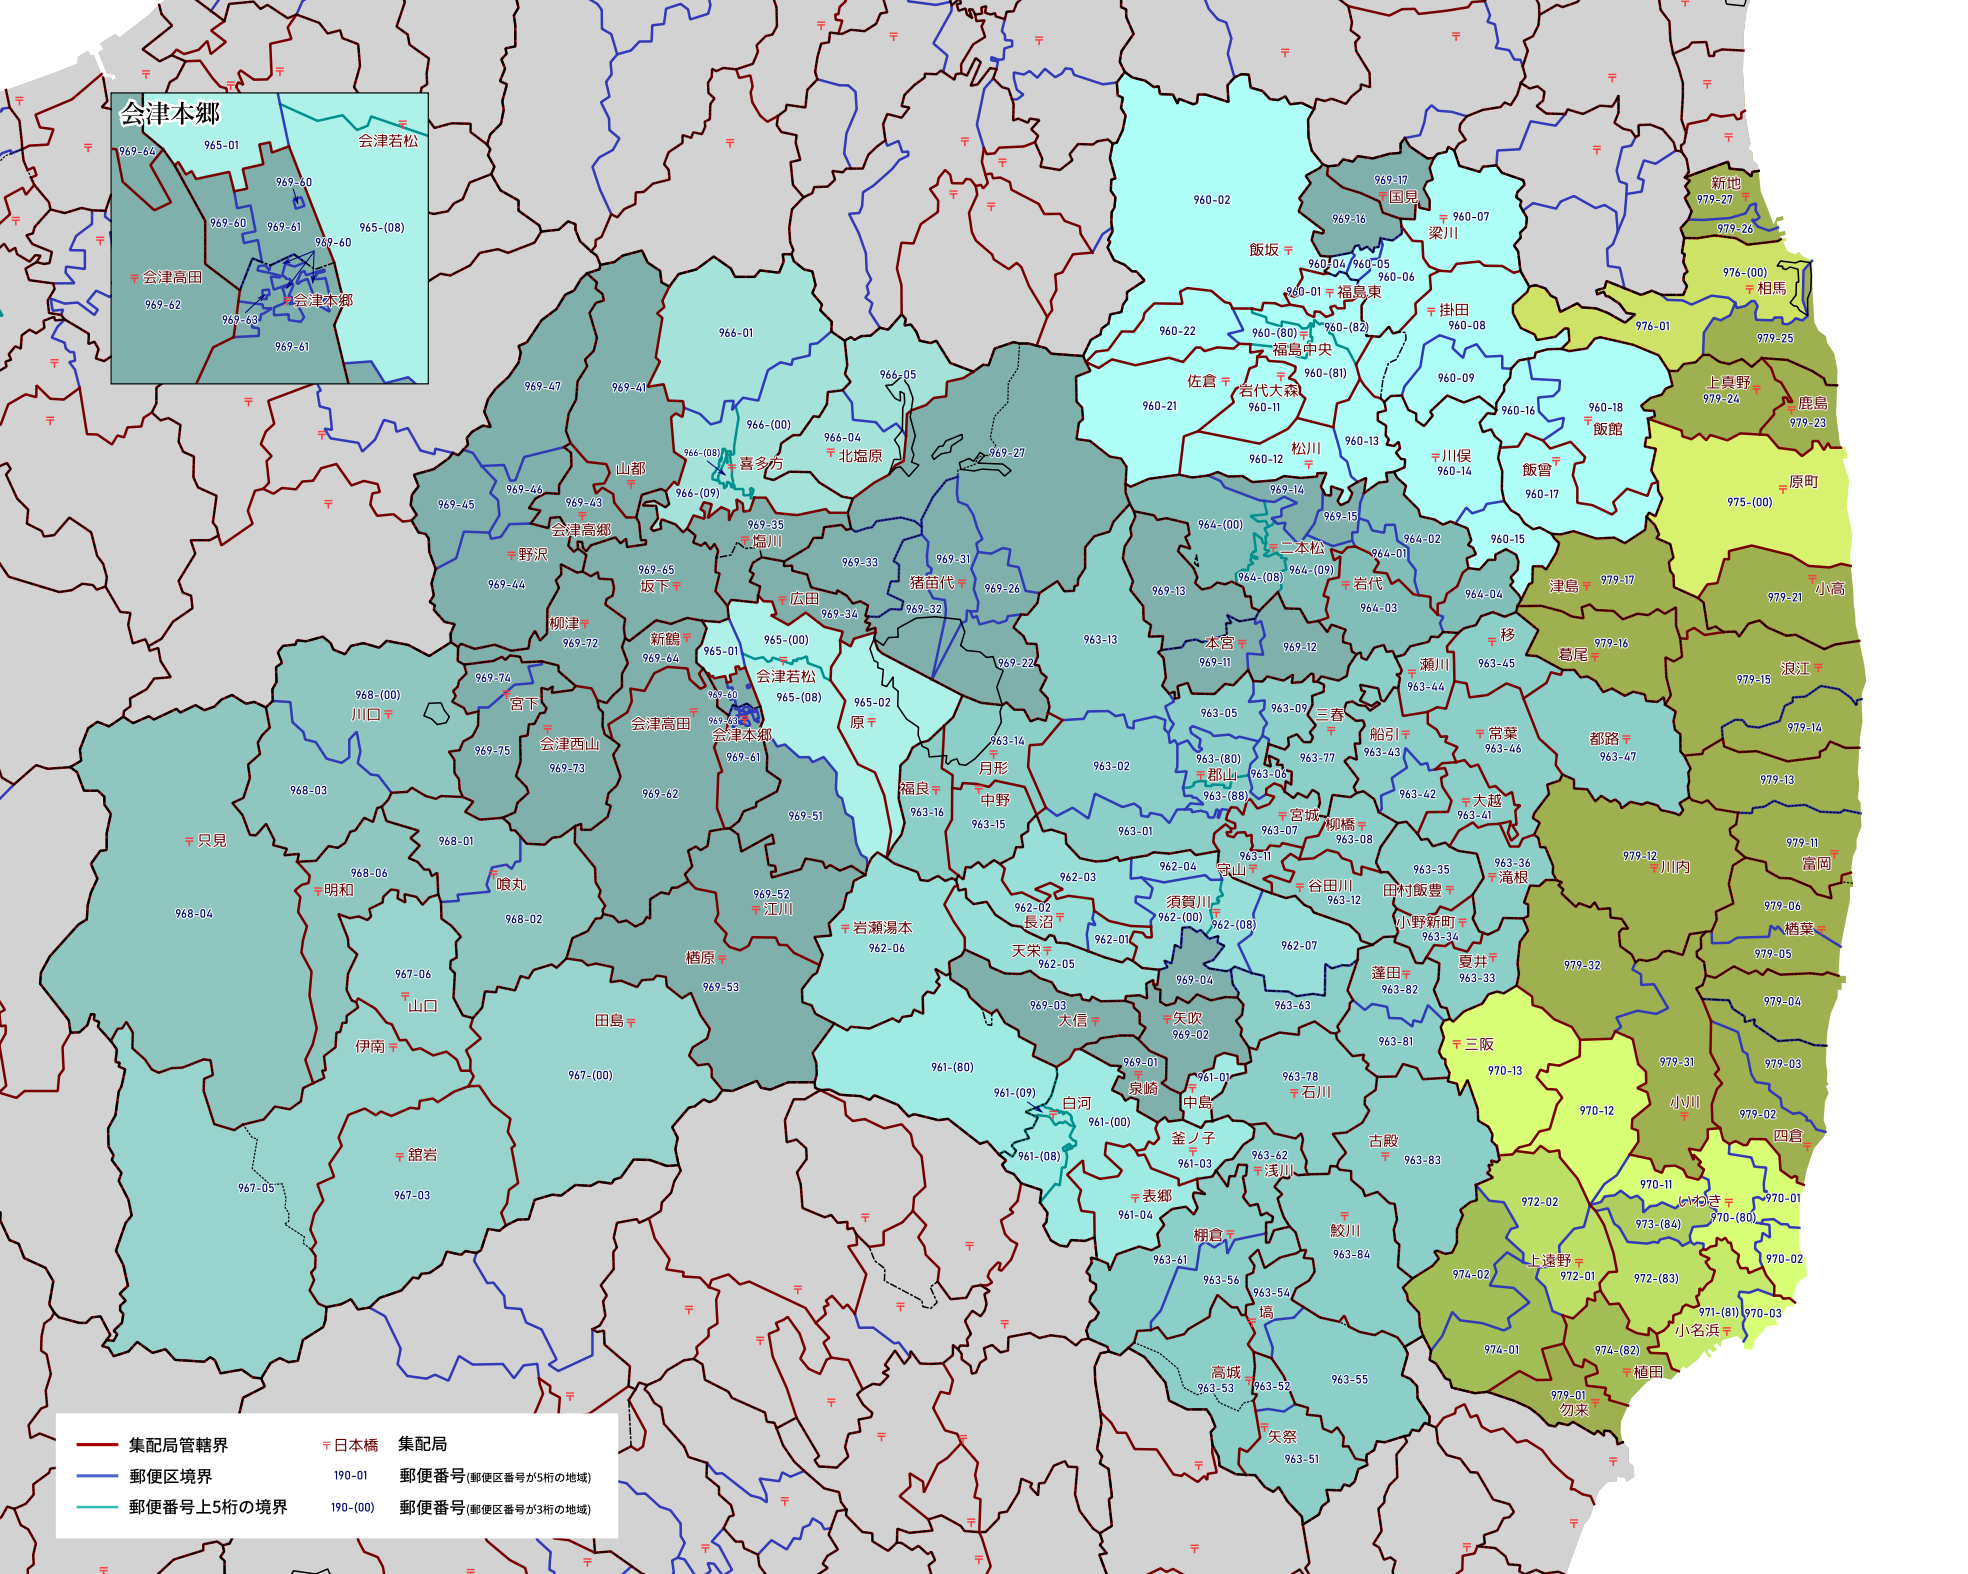 会津本郷
969-64
965-01
会津若松
969-60
969-60
969-61
965-(08)
969-60
〒会津高田
969-62
〒会津本郷
969-63
969-61
960-02
969-17
〒国見
969-16
960-07
梁川
飯坂〒
960-04
960-05
960-06
960-01
〒福島東
〒掛田
960-08
960-22
960-(80)
960-(82)
福島中央
960-(81)
佐倉〒
岩代大森
960-11
960-21
960-09
960-16
960-18
飯館
960-13
松川
960-12
〒川俣
960-14
飯曾
960-17
960-15
新地
979-27
979-26
976-(00)
〒相馬
976-01
979-25
上真野
979-24
鹿島
979-23
原町
975-(00)
966-01
969-47
969-41
966-05
966-(00)
966-04
〒北塩原
966-(08)
〒喜多方
966-(09)
969-27
山都
969-46
969-45
969-43
会津高郷
969-35
〒塩川
〒野沢
969-44
969-65
坂下〒
969-33
969-31
猪苗代〒
969-26
969-32
〒広田
969-34
柳津〒
969-72
新鶴〒
969-64
965-01
965-(00)
会津若松
965-(08)
965-02
原〒
969-22
969-14
964-(00)
969-15
964-02
964-01
〒二本松
964-(08)
964-(09)
〒岩代
964-03
964-04
969-13
963-13
本宮〒
969-11
969-12
津島〒
979-17
979-21
小高
979-16
葛尾〒
979-15
浪江〒
979-14
979-13
移
963-45
瀬川
963-44
968-(00)
川口〒
969-74
宮下
969-75
会津西山
969-73
会津高田
969-60
969-63
会津本郷
969-61
969-62
969-51
963-14
月形
963-05
963-09
三春
963-02
963-(80)
〒郡山
963-06
963-77
963-(88)
船引〒
963-43
〒常葉
963-46
都路〒
963-47
968-03
〒只見
968-04
968-01
968-06
〒明和
喰丸
968-02
福良〒
963-16
中野
963-15
963-01
〒宮城
963-07
柳橋〒
963-08
963-42
〒大越
963-41
963-11
守山〒
〒谷田川
963-12
963-35
田村飯豊〒
963-36
〒滝根
小野新町〒
963-34
夏井〒
963-33
979-12
〒川内
979-11
富岡
979-06
楢葉〒
979-05
979-04
969-52
〒江川
楢原〒
969-53
〒岩瀬湯本
962-06
962-03
962-04
962-02
長沼〒
962-01
須賀川
962-(00)
962-(08)
962-07
天栄〒
962-05
969-04
969-03
大信〒
〒矢吹
969-02
963-63
蓬田〒
963-82
963-81
979-32
〒三阪
970-13
970-12
979-31
979-03
979-02
小川
四倉
967-06
山口
伊南〒
田島〒
967-(00)
〒舘岩
967-03
967-05
961-(80)
961-(09)
白河
961-(00)
961-(08)
969-01
泉崎
961-01
中島
963-78
〒石川
釜ノ子
961-03
963-62
〒浅川
古殿
963-83
〒表郷
961-04
棚倉〒
963-61
鮫川
963-84
963-56
963-54
塙
963-55
高城
963-53
963-52
矢祭
963-51
972-02
970-11
いわき〒
970-01
973-(84)
970-(80)
970-02
974-02
上遠野〒
972-01
972-(83)
971-(81)
970-03
小名浜〒
974-01
974-(82)
〒植田
979-01
勿来
集配局管轄界
〒日本橋
集配局
郵便区境界
190-01
郵便番号(郵便区番号が5桁の地域)
郵便番号上5桁の境界
190-(00)
郵便番号(郵便区番号が3桁の地域)